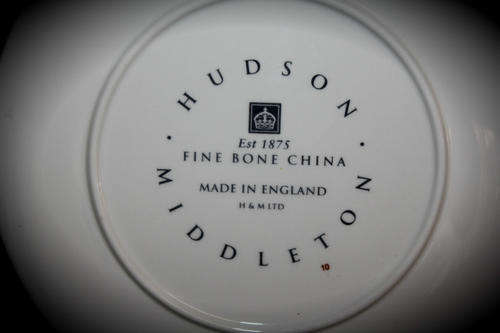 · HUDSON ·
Est 1875
FINE BONE CHINA
MADE IN ENGLAND
H & M LTD
MIDDLETON
10